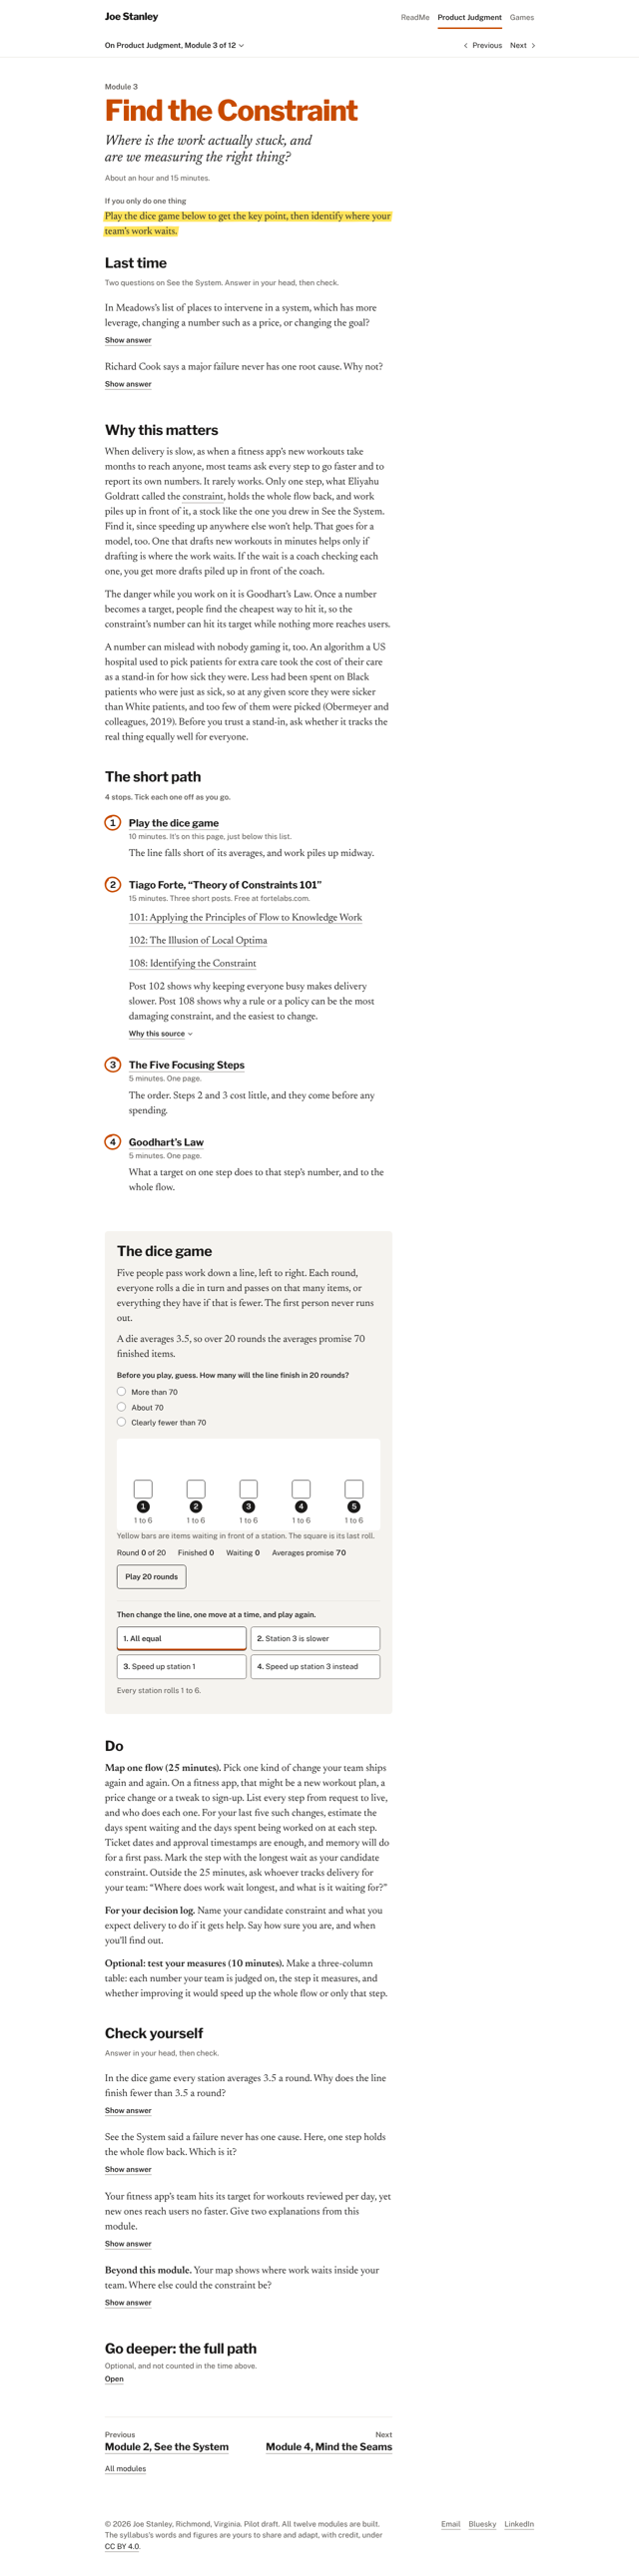 Joe Stanley
ReadMe Product Judgment Games
On Product Judgment, Module 3 of 12
Previous Next
Module 3
Find the Constraint
Where is the work actually stuck, and
are we measuring the right thing?
About an hour and 15 minutes.
If you only do one thing
Play the dice game below to get the key point, then identify where your
team's work waits.
Last time
Two questions on See the System. Answer in your head, then check.
In Meadows's list of places to intervene in a system, which has more
leverage, changing a number such as a price, or changing the goal?
Show answer
Richard Cook says a major failure never has one root cause. Why not?
Show answer
Why this matters
When delivery is slow, as when a fitness app's new workouts take
months to reach anyone, most teams ask every step to go faster and to
report its own numbers. It rarely works. Only one step, what Eliyahu
Goldratt called the constraint, holds the whole flow back, and work
piles up in front of it, a stock like the one you drew in See the System.
Find it, since speeding up anywhere else won't help. That goes for a
model, too. One that drafts new workouts in minutes helps only if
drafting is where the work waits. If the wait is a coach checking each
one, you get more drafts piled up in front of the coach.
The danger while you work on it is Goodhart's Law. Once a number
becomes a target, people find the cheapest way to hit it, so the
constraint's number can hit its target while nothing more reaches users.
A number can mislead with nobody gaming it, too. An algorithm a US
hospital used to pick patients for extra care took the cost of their care
as a stand-in for how sick they were. Less had been spent on Black
patients who were just as sick, so at any given score they were sicker
than White patients, and too few of them were picked (Obermeyer and
colleagues, 2019). Before you trust a stand-in, ask whether it tracks the
real thing equally well for everyone.
The short path
4 stops. Tick each one off as you go.
1 Play the dice game
10 minutes. It's on this page, just below this list.
The line falls short of its averages, and work piles up midway.
2 Tiago Forte, “Theory of Constraints 101”
15 minutes. Three short posts. Free at fortelabs.com.
101: Applying the Principles of Flow to Knowledge Work
102: The Illusion of Local Optima
108: Identifying the Constraint
Post 102 shows why keeping everyone busy makes delivery
slower. Post 108 shows why a rule or a policy can be the most
damaging constraint, and the easiest to change.
Why this source
3 The Five Focusing Steps
5 minutes. One page.
The order. Steps 2 and 3 cost little, and they come before any
spending.
4 Goodhart's Law
5 minutes. One page.
What a target on one step does to that step's number, and to the
whole flow.
The dice game
Five people pass work down a line, left to right. Each round,
everyone rolls a die in turn and passes on that many items, or
everything they have if that is fewer. The first person never runs
out.
A die averages 3.5, so over 20 rounds the averages promise 70
finished items.
Before you play, guess. How many will the line finish in 20 rounds?
More than 70
About 70
Clearly fewer than 70
1 2 3 4 5
1 to 6 1 to 6 1 to 6 1 to 6 1 to 6
Yellow bars are items waiting in front of a station. The square is its last roll.
Round 0 of 20 Finished 0 Waiting 0 Averages promise 70
Play 20 rounds
Then change the line, one move at a time, and play again.
1. All equal 2. Station 3 is slower
3. Speed up station 1 4. Speed up station 3 instead
Every station rolls 1 to 6.
Do
Map one flow (25 minutes). Pick one kind of change your team ships
again and again. On a fitness app, that might be a new workout plan, a
price change or a tweak to sign-up. List every step from request to live,
and who does each one. For your last five such changes, estimate the
days spent waiting and the days spent being worked on at each step.
Ticket dates and approval timestamps are enough, and memory will do
for a first pass. Mark the step with the longest wait as your candidate
constraint. Outside the 25 minutes, ask whoever tracks delivery for
your team: “Where does work wait longest, and what is it waiting for?”
For your decision log. Name your candidate constraint and what you
expect delivery to do if it gets help. Say how sure you are, and when
you'll find out.
Optional: test your measures (10 minutes). Make a three-column
table: each number your team is judged on, the step it measures, and
whether improving it would speed up the whole flow or only that step.
Check yourself
Answer in your head, then check.
In the dice game every station averages 3.5 a round. Why does the line
finish fewer than 3.5 a round?
Show answer
See the System said a failure never has one cause. Here, one step holds
the whole flow back. Which is it?
Show answer
Your fitness app's team hits its target for workouts reviewed per day, yet
new ones reach users no faster. Give two explanations from this
module.
Show answer
Beyond this module. Your map shows where work waits inside your
team. Where else could the constraint be?
Show answer
Go deeper: the full path
Optional, and not counted in the time above.
Open
Previous Next
Module 2, See the System Module 4, Mind the Seams
All modules
© 2026 Joe Stanley, Richmond, Virginia. Pilot draft. All twelve modules are built.
The syllabus's words and figures are yours to share and adapt, with credit, under
CC BY 4.0.
Email Bluesky LinkedIn